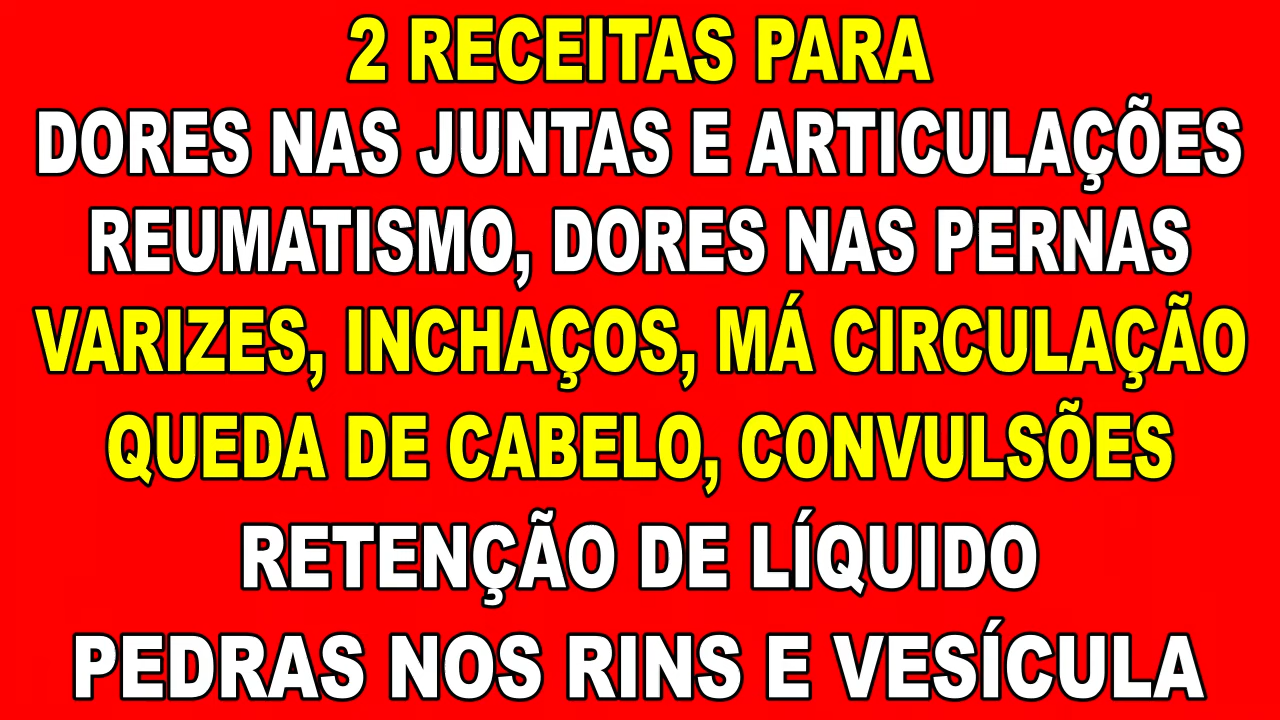 2 RECEITAS PARA
DORES NAS JUNTAS E ARTICULAÇÕES
REUMATISMO, DORES NAS PERNAS
VARIZES, INCHAÇOS, MÁ CIRCULAÇÃO
QUEDA DE CABELO, CONVULSÕES
RETENÇÃO DE LÍQUIDO
PEDRAS NOS RINS E VESÍCULA